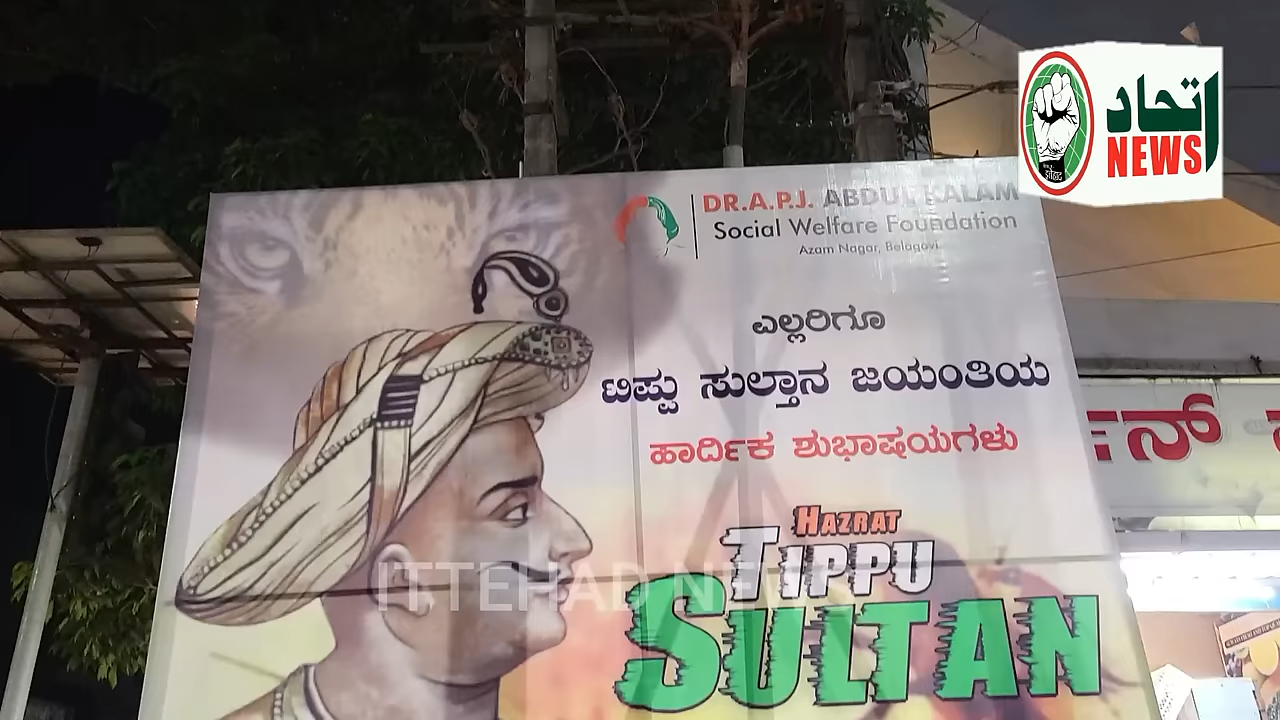 اتحاد
NEWS
DR.A.P.J. ABDUL KALAM
Social Welfare Foundation
Azam Nagar, Belagavi.
ಎಲ್ಲರಿಗೂ
ಟಿಪ್ಪು ಸುಲ್ತಾನ ಜಯಂತಿಯ
ಹಾರ್ದಿಕ ಶುಭಾಷಯಗಳು
HAZRAT
TIPPU
SULTAN
ITTEHAD NEWS